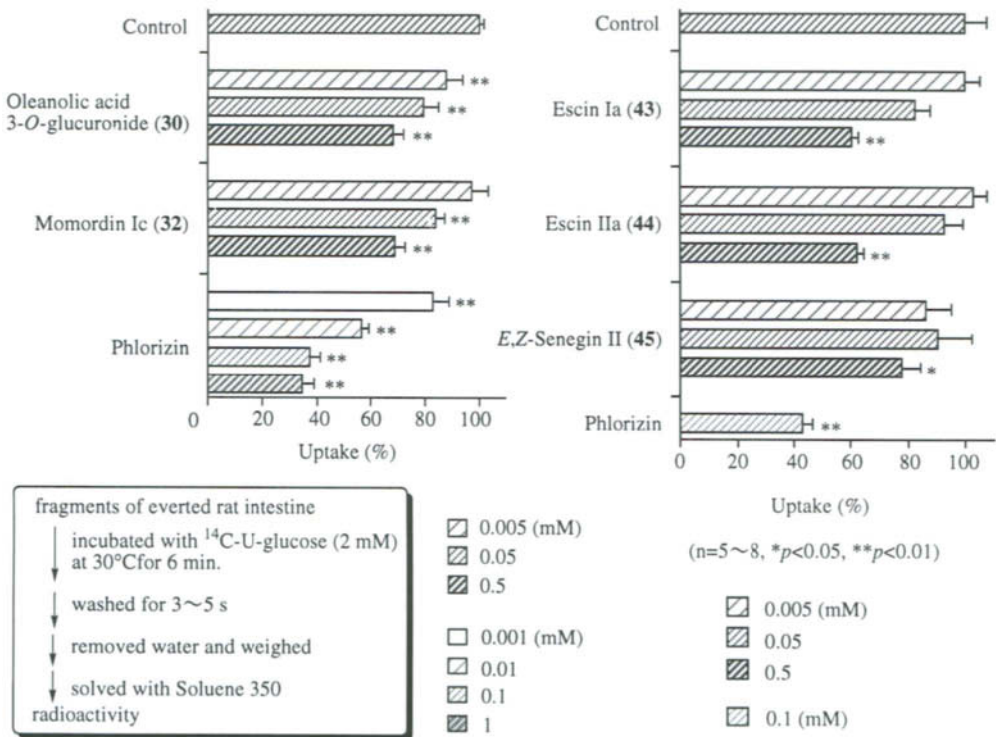 Control
Oleanolic acid
3-O-glucuronide (30)
**
**
**
Momordin Ic (32)
**
**
Phlorizin
**
**
**
**
0 20 40 60 80 100
Uptake (%)
Control
Escin Ia (43)
**
Escin IIa (44)
**
E,Z-Senegin II (45)
*
Phlorizin
**
0 20 40 60 80 100
Uptake (%)
(n=5~8, *p<0.05, **p<0.01)
fragments of everted rat intestine
incubated with ¹⁴C-U-glucose (2 mM)
at 30°Cfor 6 min.
washed for 3~5 s
removed water and weighed
solved with Soluene 350
radioactivity
0.005 (mM)
0.05
0.5
0.001 (mM)
0.01
0.1
1
0.005 (mM)
0.05
0.5
0.1 (mM)